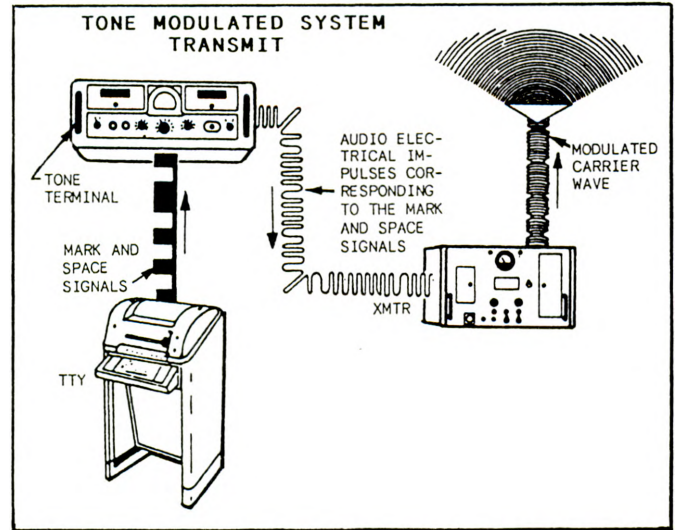 TONE MODULATED SYSTEM
TRANSMIT
TONE
TERMINAL
MARK AND
SPACE
SIGNALS
TTY
AUDIO ELEC-
TRICAL IM-
PULSES COR-
RESPONDING
TO THE MARK
AND SPACE
SIGNALS
XMTR
MODULATED
CARRIER
WAVE